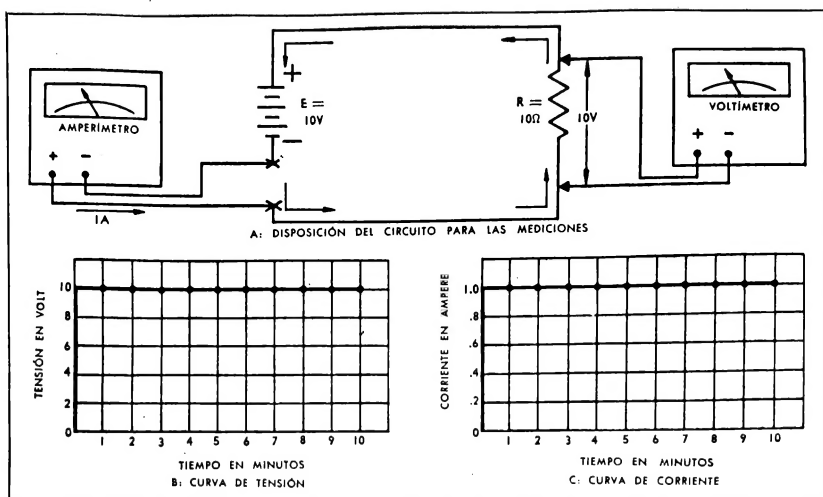 AMPERÍMETRO
+ −
1A
+
E =
10V
−
R =
10Ω
10V
VOLTÍMETRO
+ −
A: DISPOSICIÓN DEL CIRCUITO PARA LAS MEDICIONES
TENSIÓN EN VOLT
10
8
6
4
2
0
1 2 3 4 5 6 7 8 9 10
TIEMPO EN MINUTOS
B: CURVA DE TENSIÓN
CORRIENTE EN AMPERE
1.0
.8
.6
.4
.2
0
1 2 3 4 5 6 7 8 9 10
TIEMPO EN MINUTOS
C: CURVA DE CORRIENTE